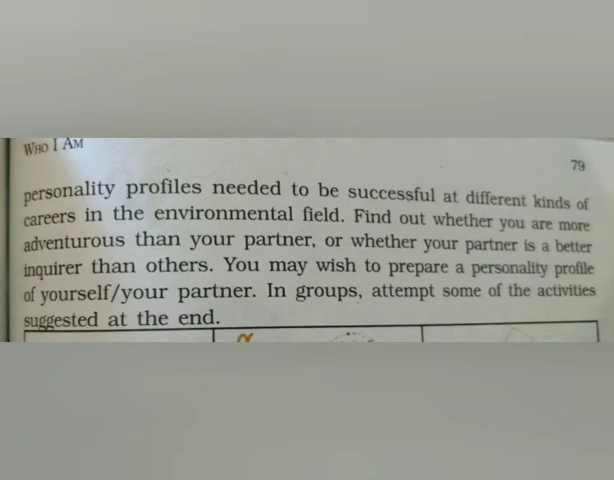 WHO I AM
79
personality profiles needed to be successful at different kinds of
careers in the environmental field. Find out whether you are more
adventurous than your partner, or whether your partner is a better
inquirer than others. You may wish to prepare a personality profile
of yourself/your partner. In groups, attempt some of the activities
suggested at the end.